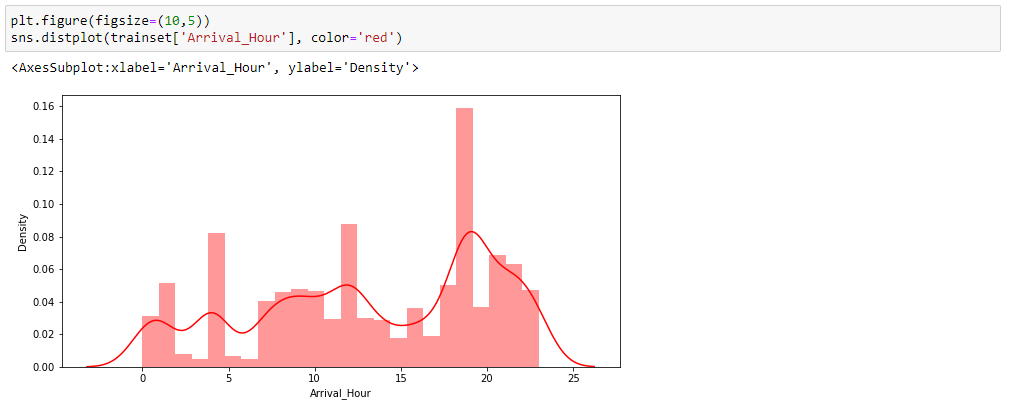 plt.figure(figsize=(10,5))
sns.distplot(trainset['Arrival_Hour'], color='red')
<AxesSubplot:xlabel='Arrival_Hour', ylabel='Density'>
0.16
0.14
0.12
0.10
0.08
0.06
0.04
0.02
0.00
Density
0 5 10 15 20 25
Arrival_Hour